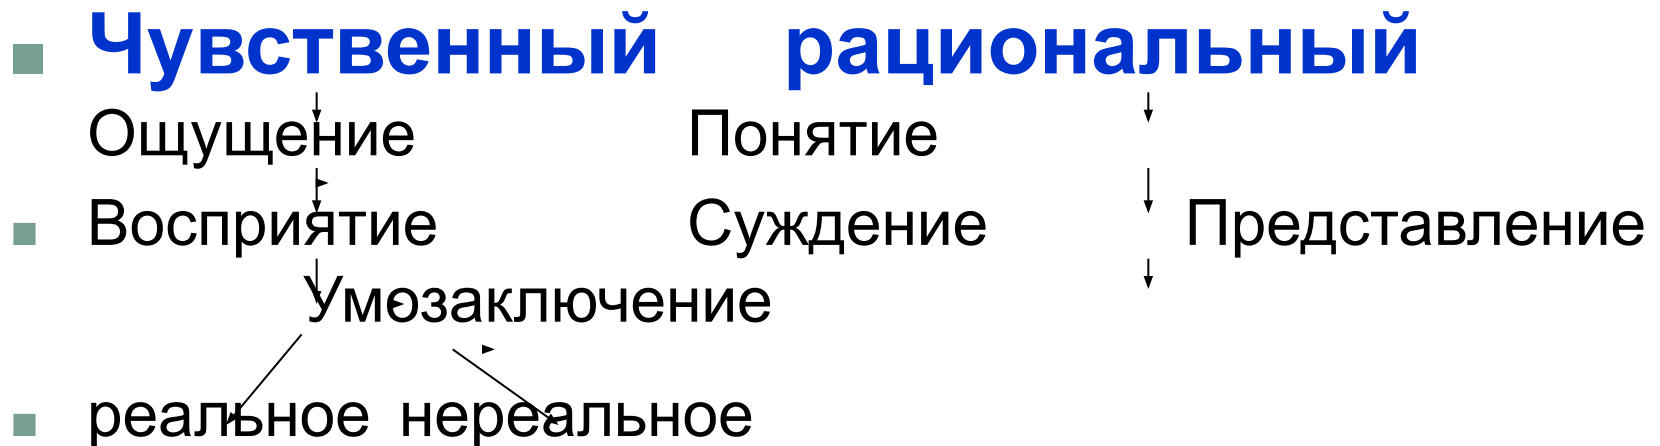 Чувственный рациональный
Ощущение Понятие
Восприятие Суждение Представление
Умозаключение
реальное нереальное